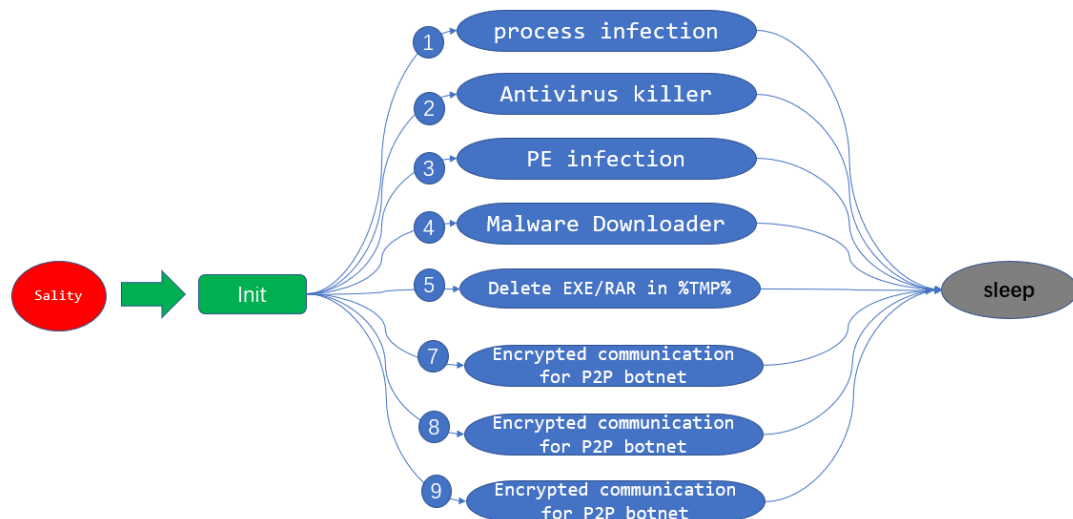 Sality
Init
1
process infection
2
Antivirus killer
3
PE infection
4
Malware Downloader
5
Delete EXE/RAR in %TMP%
7
Encrypted communication
for P2P botnet
8
Encrypted communication
for P2P botnet
9
Encrypted communication
for P2P botnet
sleep